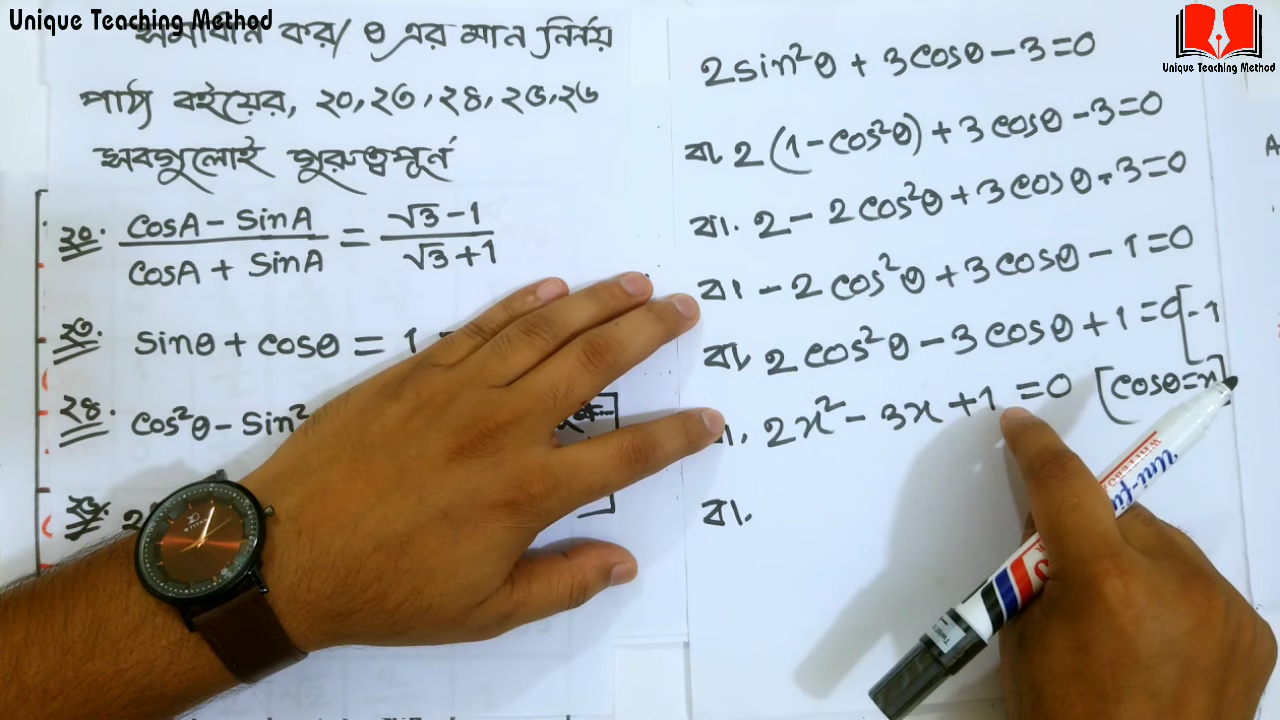 Unique Teaching Method
সমাধান কর/ θ এর মান নির্নয়
পাঠ্য বইয়ের, ২০,২৩,২৪,২৫,২৬
সবগুলোই গুরুত্বপূর্ন
২০. (cosA - sinA)/(cosA + sinA) = (√3 - 1)/(√3 + 1)
২৩. sinθ + cosθ = 1
২৪. cos²θ - sin²
২৫. 2
2sin²θ + 3cosθ - 3 = 0
বা, 2(1 - cos²θ) + 3cosθ - 3 = 0
বা, 2 - 2cos²θ + 3cosθ - 3 = 0
বা, -2cos²θ + 3cosθ - 1 = 0
বা, 2cos²θ - 3cosθ + 1 = 0 [-1
বা, 2x² - 3x + 1 = 0 [cosθ = x]
বা,
Unique Teaching Method
UNI-